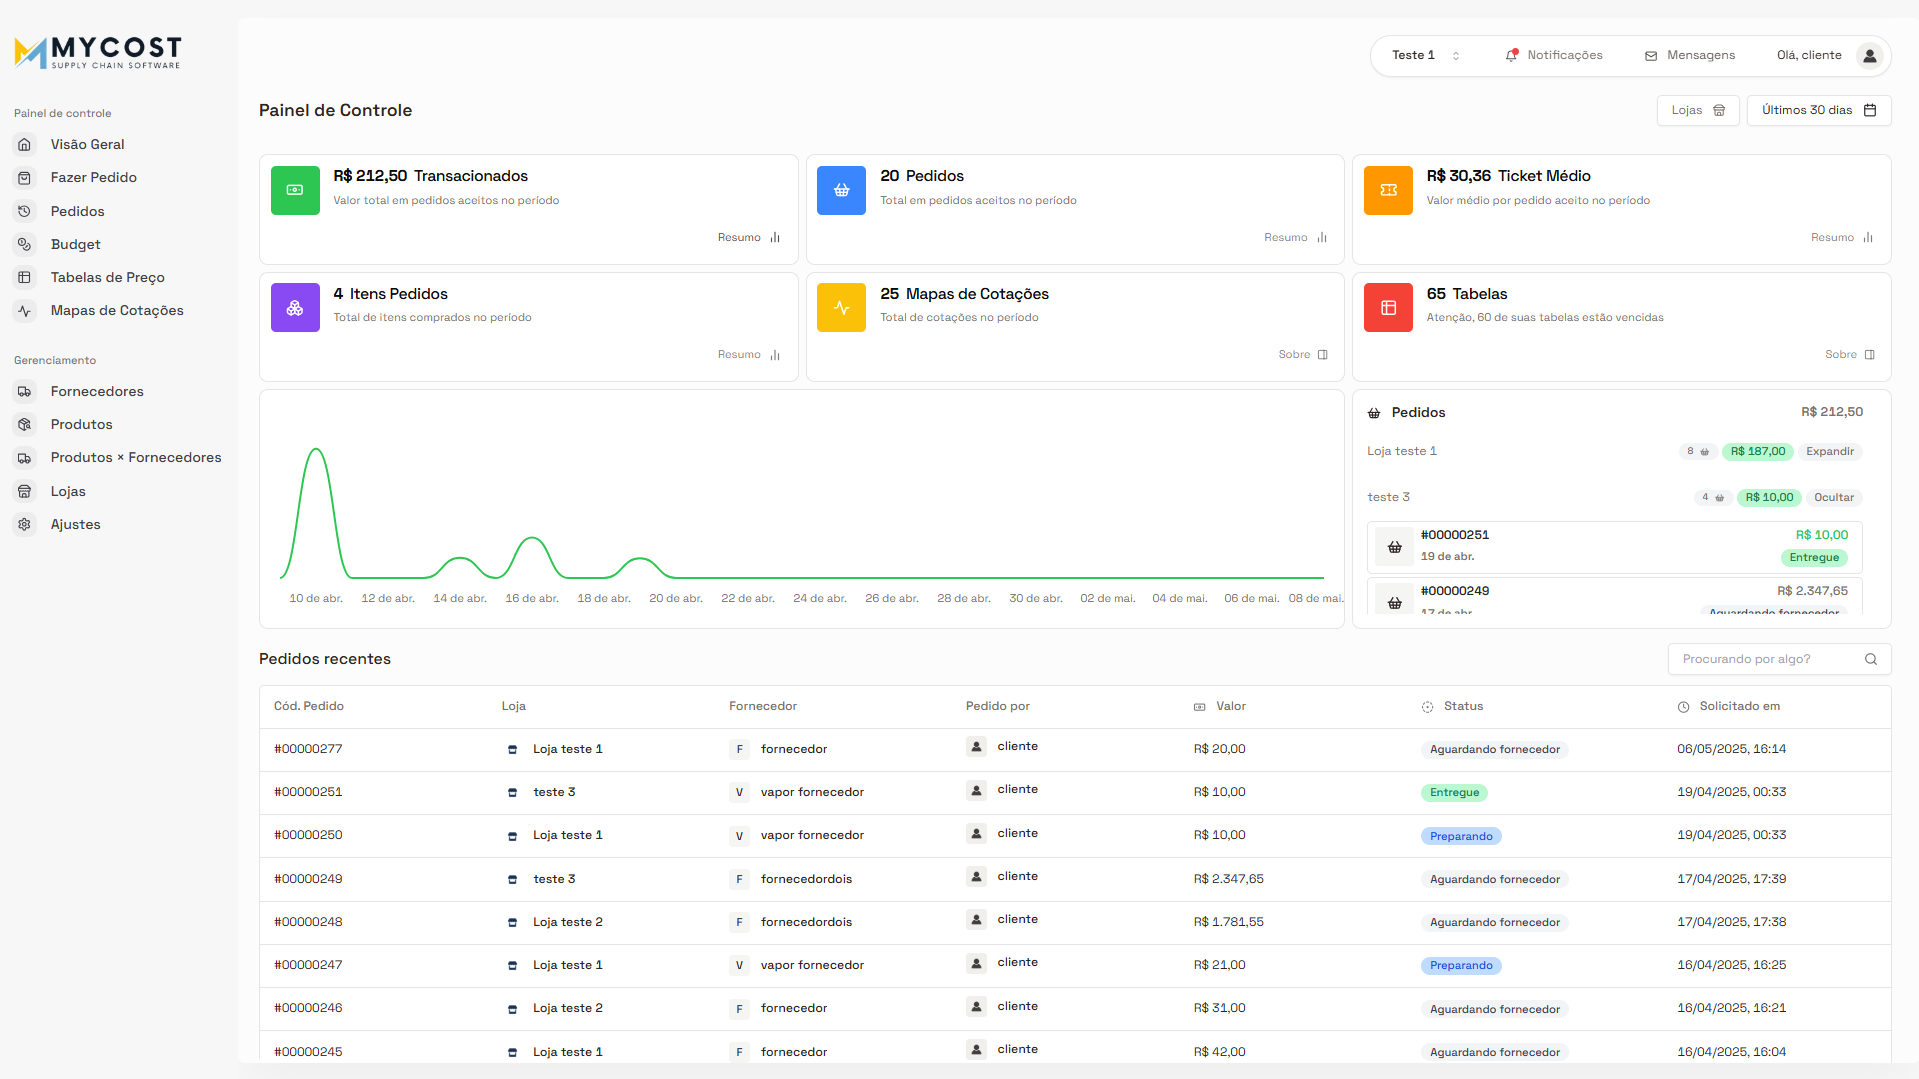 MYCOST
SUPPLY CHAIN SOFTWARE
Painel de controle
Visão Geral
Fazer Pedido
Pedidos
Budget
Tabelas de Preço
Mapas de Cotações
Gerenciamento
Fornecedores
Produtos
Produtos × Fornecedores
Lojas
Ajustes
Teste 1 Notificações Mensagens Olá, cliente
Painel de Controle
Lojas Últimos 30 dias
R$ 212,50 Transacionados
Valor total em pedidos aceitos no período
Resumo
20 Pedidos
Total em pedidos aceitos no período
Resumo
R$ 30,36 Ticket Médio
Valor médio por pedido aceito no período
Resumo
4 Itens Pedidos
Total de itens comprados no período
Resumo
25 Mapas de Cotações
Total de cotações no período
Sobre
65 Tabelas
Atenção, 60 de suas tabelas estão vencidas
Sobre
10 de abr. 12 de abr. 14 de abr. 16 de abr. 18 de abr. 20 de abr. 22 de abr. 24 de abr. 26 de abr. 28 de abr. 30 de abr. 02 de mai. 04 de mai. 06 de mai. 08 de mai.
Pedidos R$ 212,50
Loja teste 1 8 R$ 187,00 Expandir
teste 3 4 R$ 10,00 Ocultar
#00000251 R$ 10,00
19 de abr. Entregue
#00000249 R$ 2.347,65
17 de abr. Aguardando fornecedor
Pedidos recentes
Procurando por algo?
Cód. Pedido Loja Fornecedor Pedido por Valor Status Solicitado em
#00000277 Loja teste 1 F fornecedor cliente R$ 20,00 Aguardando fornecedor 06/05/2025, 16:14
#00000251 teste 3 V vapor fornecedor cliente R$ 10,00 Entregue 19/04/2025, 00:33
#00000250 Loja teste 1 V vapor fornecedor cliente R$ 10,00 Preparando 19/04/2025, 00:33
#00000249 teste 3 F fornecedordois cliente R$ 2.347,65 Aguardando fornecedor 17/04/2025, 17:39
#00000248 Loja teste 2 F fornecedordois cliente R$ 1.781,55 Aguardando fornecedor 17/04/2025, 17:38
#00000247 Loja teste 1 V vapor fornecedor cliente R$ 21,00 Preparando 16/04/2025, 16:25
#00000246 Loja teste 2 F fornecedor cliente R$ 31,00 Aguardando fornecedor 16/04/2025, 16:21
#00000245 Loja teste 1 F fornecedor cliente R$ 42,00 Aguardando fornecedor 16/04/2025, 16:04